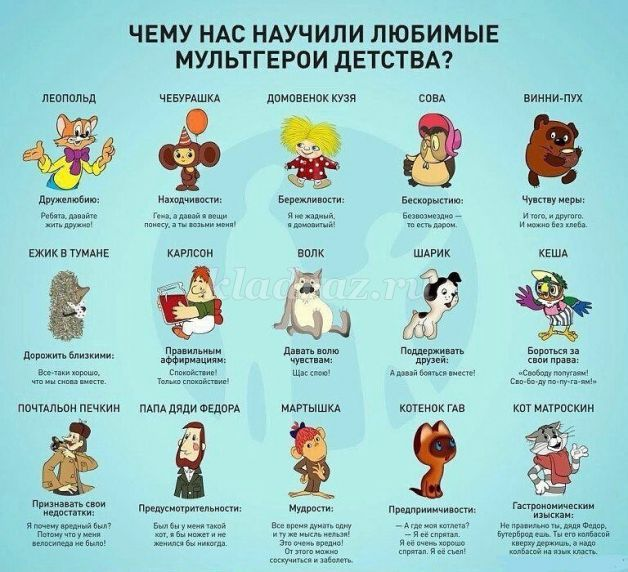 ЧЕМУ НАС НАУЧИЛИ ЛЮБИМЫЕ
МУЛЬТГЕРОИ ДЕТСТВА?
ЛЕОПОЛЬД
Дружелюбию:
Ребята, давайте
жить дружно!
ЧЕБУРАШКА
Находчивости:
Гена, а давай я вещи
понесу, а ты возьми меня!
ДОМОВЕНОК КУЗЯ
Бережливости:
Я не жадный,
я домовитый!
СОВА
Бескорыстию:
Безвозмездно —
то есть даром.
ВИННИ-ПУХ
Чувству меры:
И того, и другого.
И можно без хлеба.
ЕЖИК В ТУМАНЕ
Дорожить близкими:
Все-таки хорошо,
что мы снова вместе.
КАРЛСОН
Правильным
аффирмациям:
Спокойствие!
Только спокойствие!
ВОЛК
Давать волю
чувствам:
Щас спою!
ШАРИК
Поддерживать
друзей:
А давай бояться вместе!
КЕША
Бороться за
свои права:
«Свободу попугаям!
Сво-бо-ду по-пу-га-ям!»
ПОЧТАЛЬОН ПЕЧКИН
Признавать свои
недостатки:
Я почему вредный был?
Потому что у меня
велосипеда не было!
ПАПА ДЯДИ ФЕДОРА
Предусмотрительности:
Был бы у меня такой
кот, я бы может и не
женился бы никогда.
МАРТЫШКА
Мудрости:
Все время думать одну
и ту же мысль нельзя!
Это очень вредно!
От этого можно
соскучиться и заболеть.
КОТЕНОК ГАВ
Предприимчивости:
— А где моя котлета?
— Я её спрятал.
Я её очень хорошо
спрятал. Я её съел!
КОТ МАТРОСКИН
Гастрономическим
изыскам:
Не правильно ты, дядя Федор,
бутерброд ешь. Ты его колбасой
кверху держишь, а надо
колбасой на язык класть.
kladraz.ru